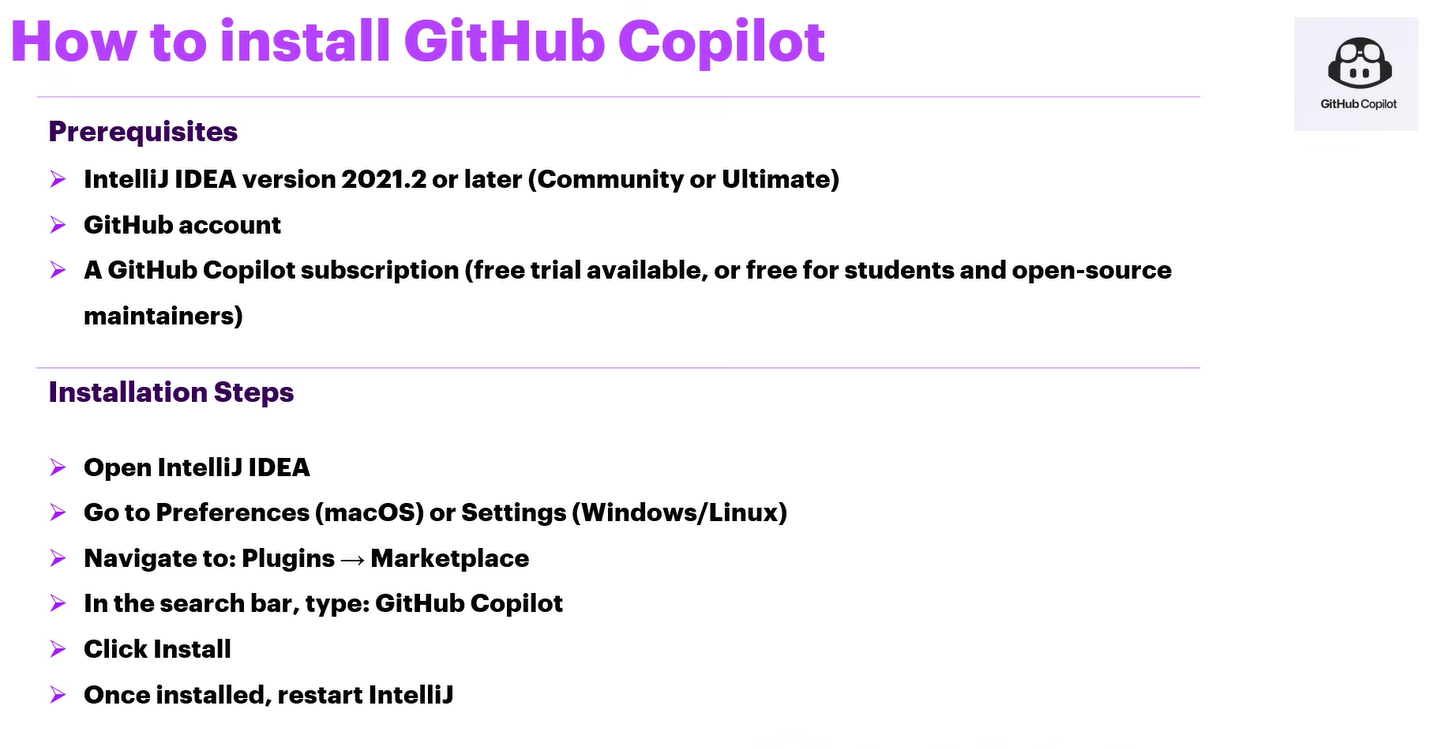 How to install GitHub Copilot
GitHub Copilot
Prerequisites
IntelliJ IDEA version 2021.2 or later (Community or Ultimate)
GitHub account
A GitHub Copilot subscription (free trial available, or free for students and open-source
maintainers)
Installation Steps
Open IntelliJ IDEA
Go to Preferences (macOS) or Settings (Windows/Linux)
Navigate to: Plugins → Marketplace
In the search bar, type: GitHub Copilot
Click Install
Once installed, restart IntelliJ